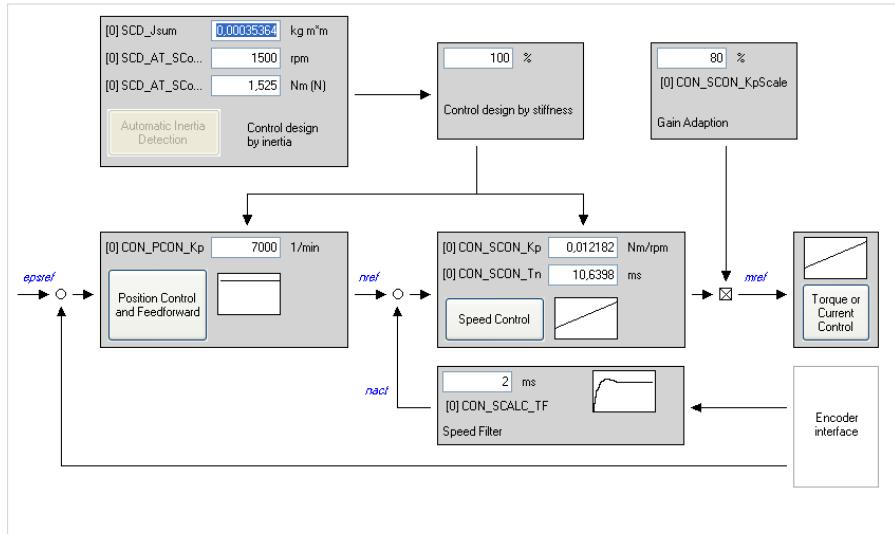 [0] SCD_Jsum 0,00035364 kg m*m
[0] SCD_AT_SCo... 1500 rpm
[0] SCD_AT_SCo... 1,525 Nm (N)
Automatic Inertia
Detection
Control design
by inertia
100 %
Control design by stiffness
80 %
[0] CON_SCON_KpScale
Gain Adaption
[0] CON_PCON_Kp 7000 1/min
Position Control
and Feedforward
epsref
nref
[0] CON_SCON_Kp 0,012182 Nm/rpm
[0] CON_SCON_Tn 10,6398 ms
Speed Control
mref
Torque or
Current
Control
nact
2 ms
[0] CON_SCALC_TF
Speed Filter
Encoder
interface